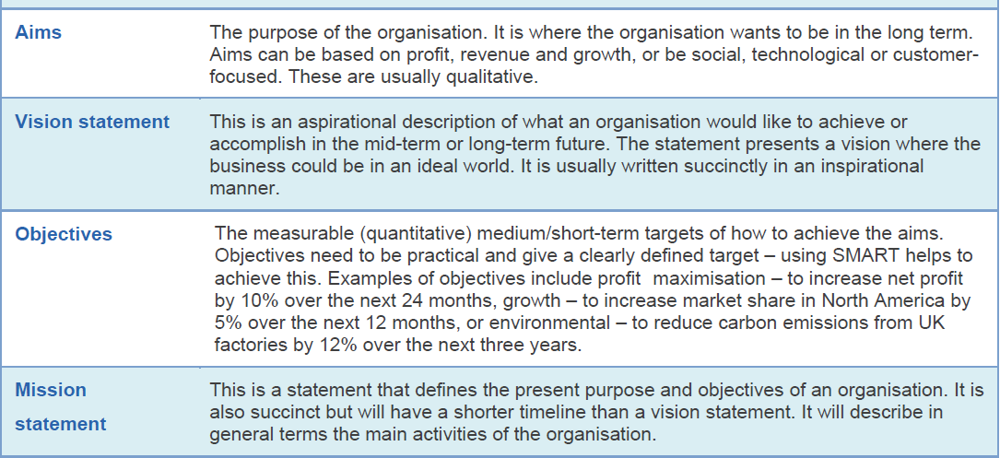 Aims
The purpose of the organisation. It is where the organisation wants to be in the long term.
Aims can be based on profit, revenue and growth, or be social, technological or customer-
focused. These are usually qualitative.
Vision statement
This is an aspirational description of what an organisation would like to achieve or
accomplish in the mid-term or long-term future. The statement presents a vision where the
business could be in an ideal world. It is usually written succinctly in an inspirational
manner.
Objectives
The measurable (quantitative) medium/short-term targets of how to achieve the aims.
Objectives need to be practical and give a clearly defined target – using SMART helps to
achieve this. Examples of objectives include profit  maximisation – to increase net profit
by 10% over the next 24 months, growth – to increase market share in North America by
5% over the next 12 months, or environmental – to reduce carbon emissions from UK
factories by 12% over the next three years.
Mission
statement
This is a statement that defines the present purpose and objectives of an organisation. It is
also succinct but will have a shorter timeline than a vision statement. It will describe in
general terms the main activities of the organisation.